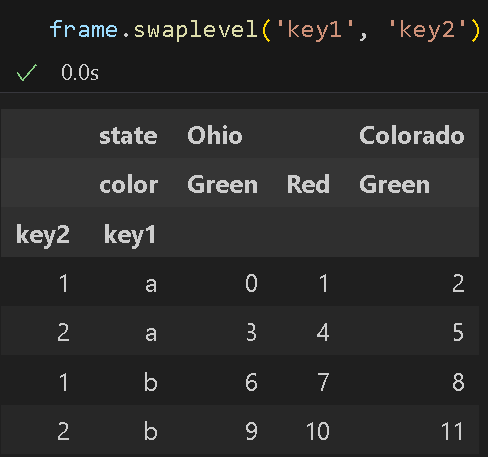 frame.swaplevel('key1', 'key2')
0.0s
state Ohio Colorado
color Green Red Green
key2 key1
1 a 0 1 2
2 a 3 4 5
1 b 6 7 8
2 b 9 10 11